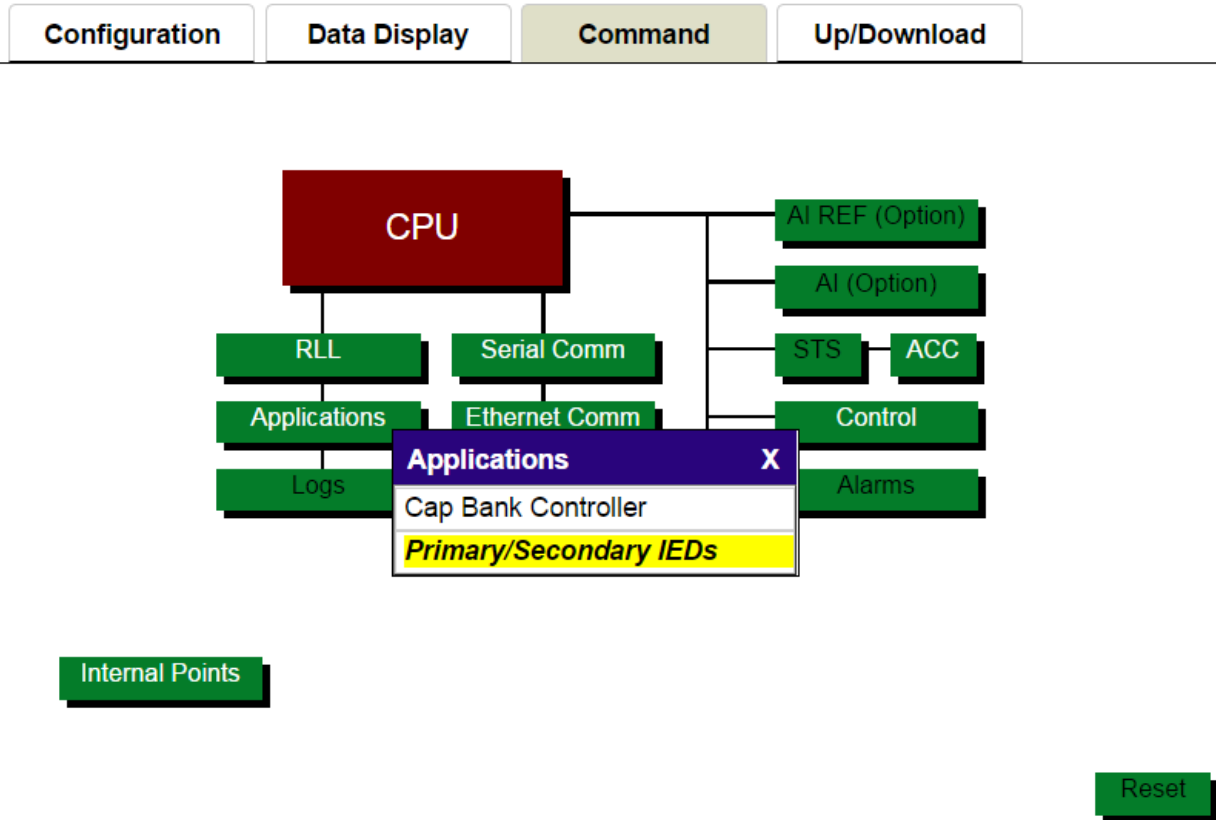 Configuration Data Display Command Up/Download
CPU
AI REF (Option)
AI (Option)
RLL Serial Comm STS ACC
Applications Ethernet Comm Control
Applications X
Logs Alarms
Cap Bank Controller
Primary/Secondary IEDs
Internal Points
Reset